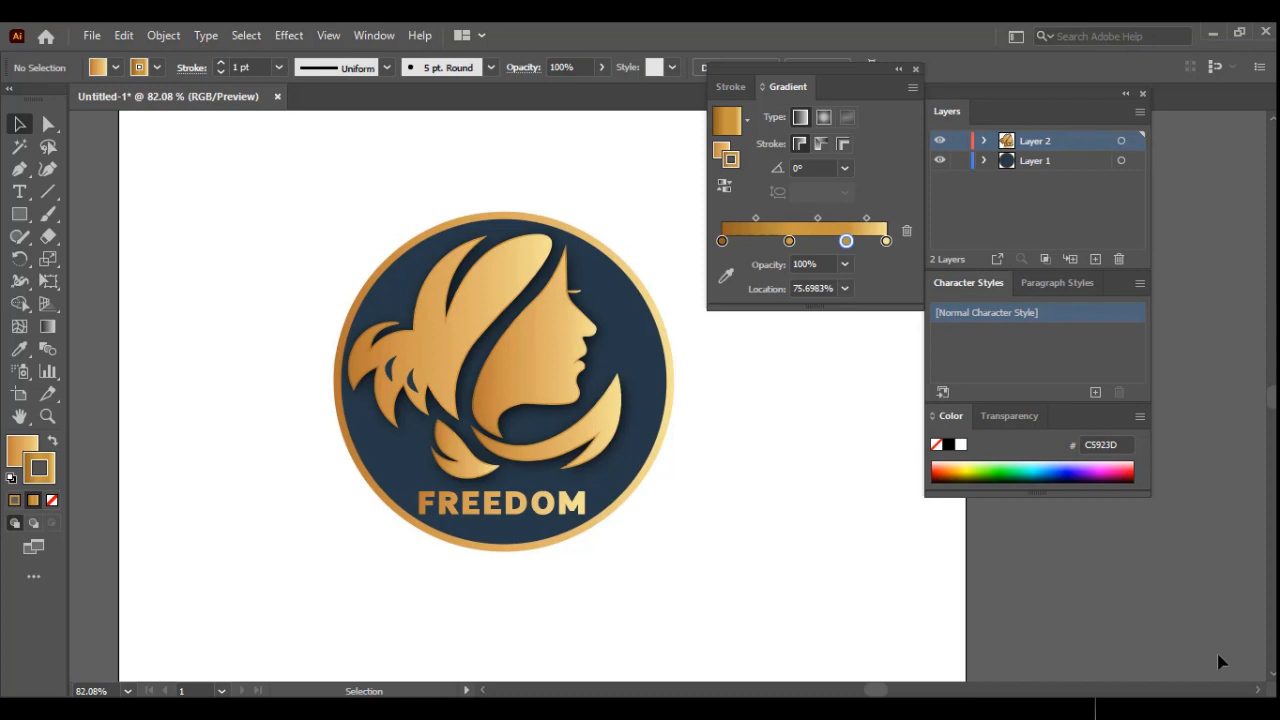 Ai File Edit Object Type Select Effect View Window Help Search Adobe Help
No Selection Stroke: 1 pt Uniform 5 pt. Round Opacity: 100% Style:
Untitled-1* @ 82.08 % (RGB/Preview)
Stroke Gradient
Type:
Stroke:
0°
Opacity: 100%
Location: 75.6983%
Layers
Layer 2
Layer 1
2 Layers
Character Styles Paragraph Styles
[Normal Character Style]
Color Transparency
# C5923D
FREEDOM
82.08% 1 Selection